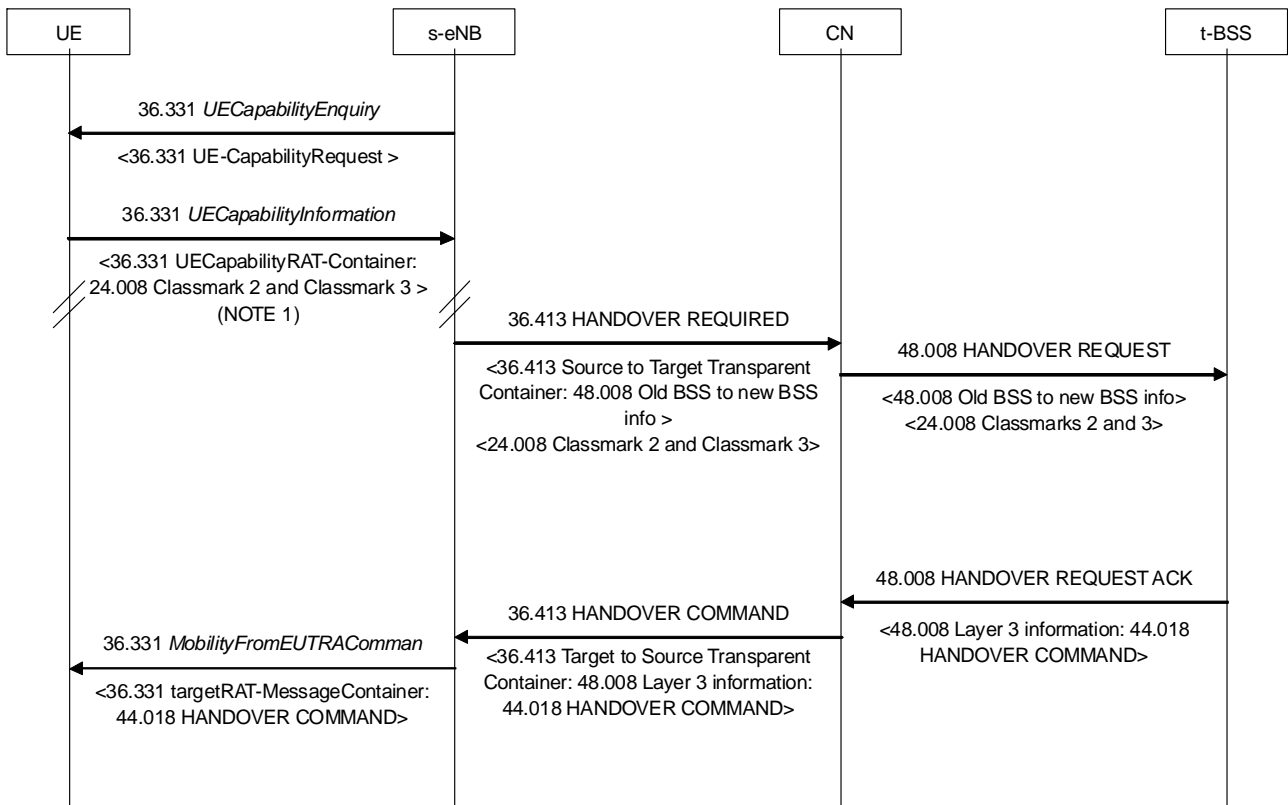 UE
s-eNB
CN
t-BSS
36.331 UECapabilityEnquiry
<36.331 UE-CapabilityRequest >
36.331 UECapabilityInformation
<36.331 UECapabilityRAT-Container:
24.008 Classmark 2 and Classmark 3 >
(NOTE 1)
36.413 HANDOVER REQUIRED
<36.413 Source to Target Transparent
Container: 48.008 Old BSS to new BSS
info >
<24.008 Classmark 2 and Classmark 3>
48.008 HANDOVER REQUEST
<48.008 Old BSS to new BSS info>
<24.008 Classmarks 2 and 3>
48.008 HANDOVER REQUEST ACK
<48.008 Layer 3 information: 44.018
HANDOVER COMMAND>
36.413 HANDOVER COMMAND
<36.413 Target to Source Transparent
Container: 48.008 Layer 3 information:
44.018 HANDOVER COMMAND>
36.331 MobilityFromEUTRAComman
<36.331 targetRAT-MessageContainer:
44.018 HANDOVER COMMAND>